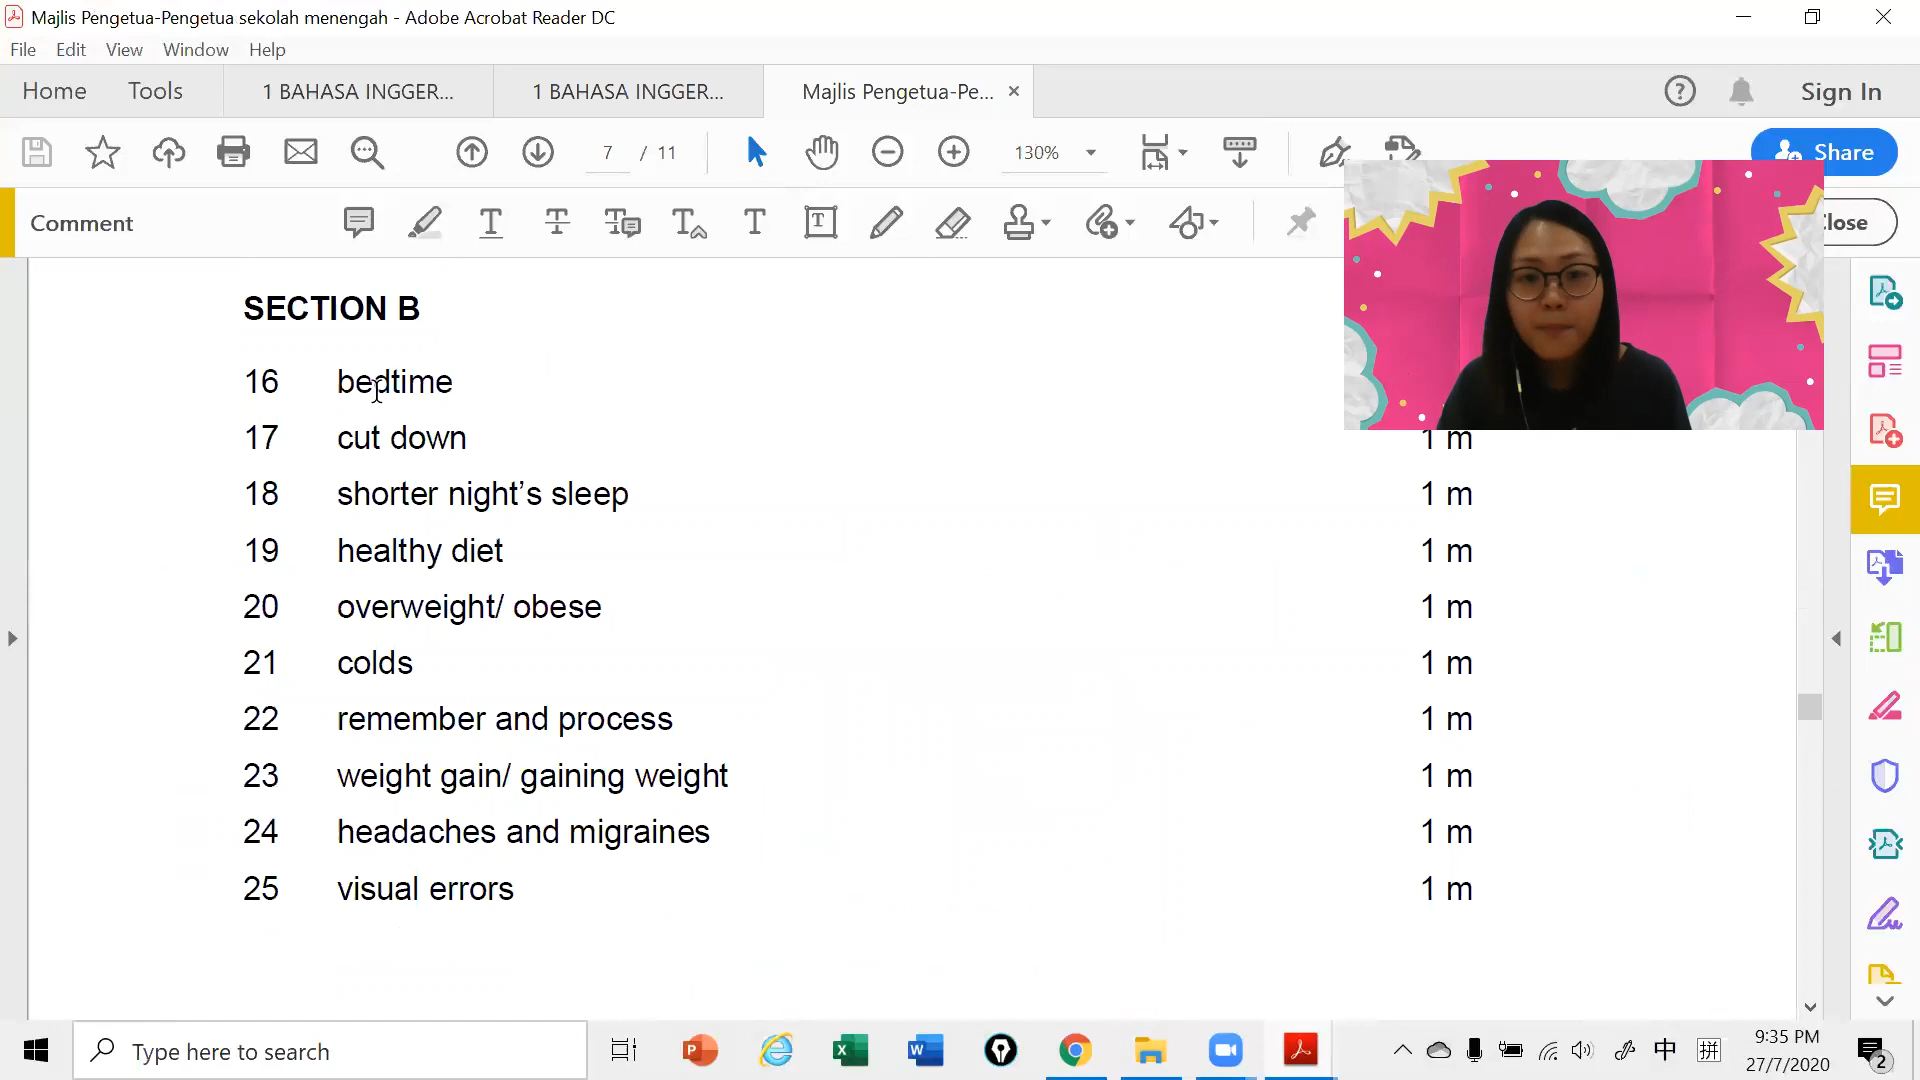 Majlis Pengetua-Pengetua sekolah menengah - Adobe Acrobat Reader DC
File Edit View Window Help
Home Tools 1 BAHASA INGGER... 1 BAHASA INGGER... Majlis Pengetua-Pe... × Sign In
7 / 11 130% Share
Comment Close
SECTION B
16 bedtime
17 cut down 1 m
18 shorter night’s sleep 1 m
19 healthy diet 1 m
20 overweight/ obese 1 m
21 colds 1 m
22 remember and process 1 m
23 weight gain/ gaining weight 1 m
24 headaches and migraines 1 m
25 visual errors 1 m
Type here to search
中 拼 9:35 PM
27/7/2020 2